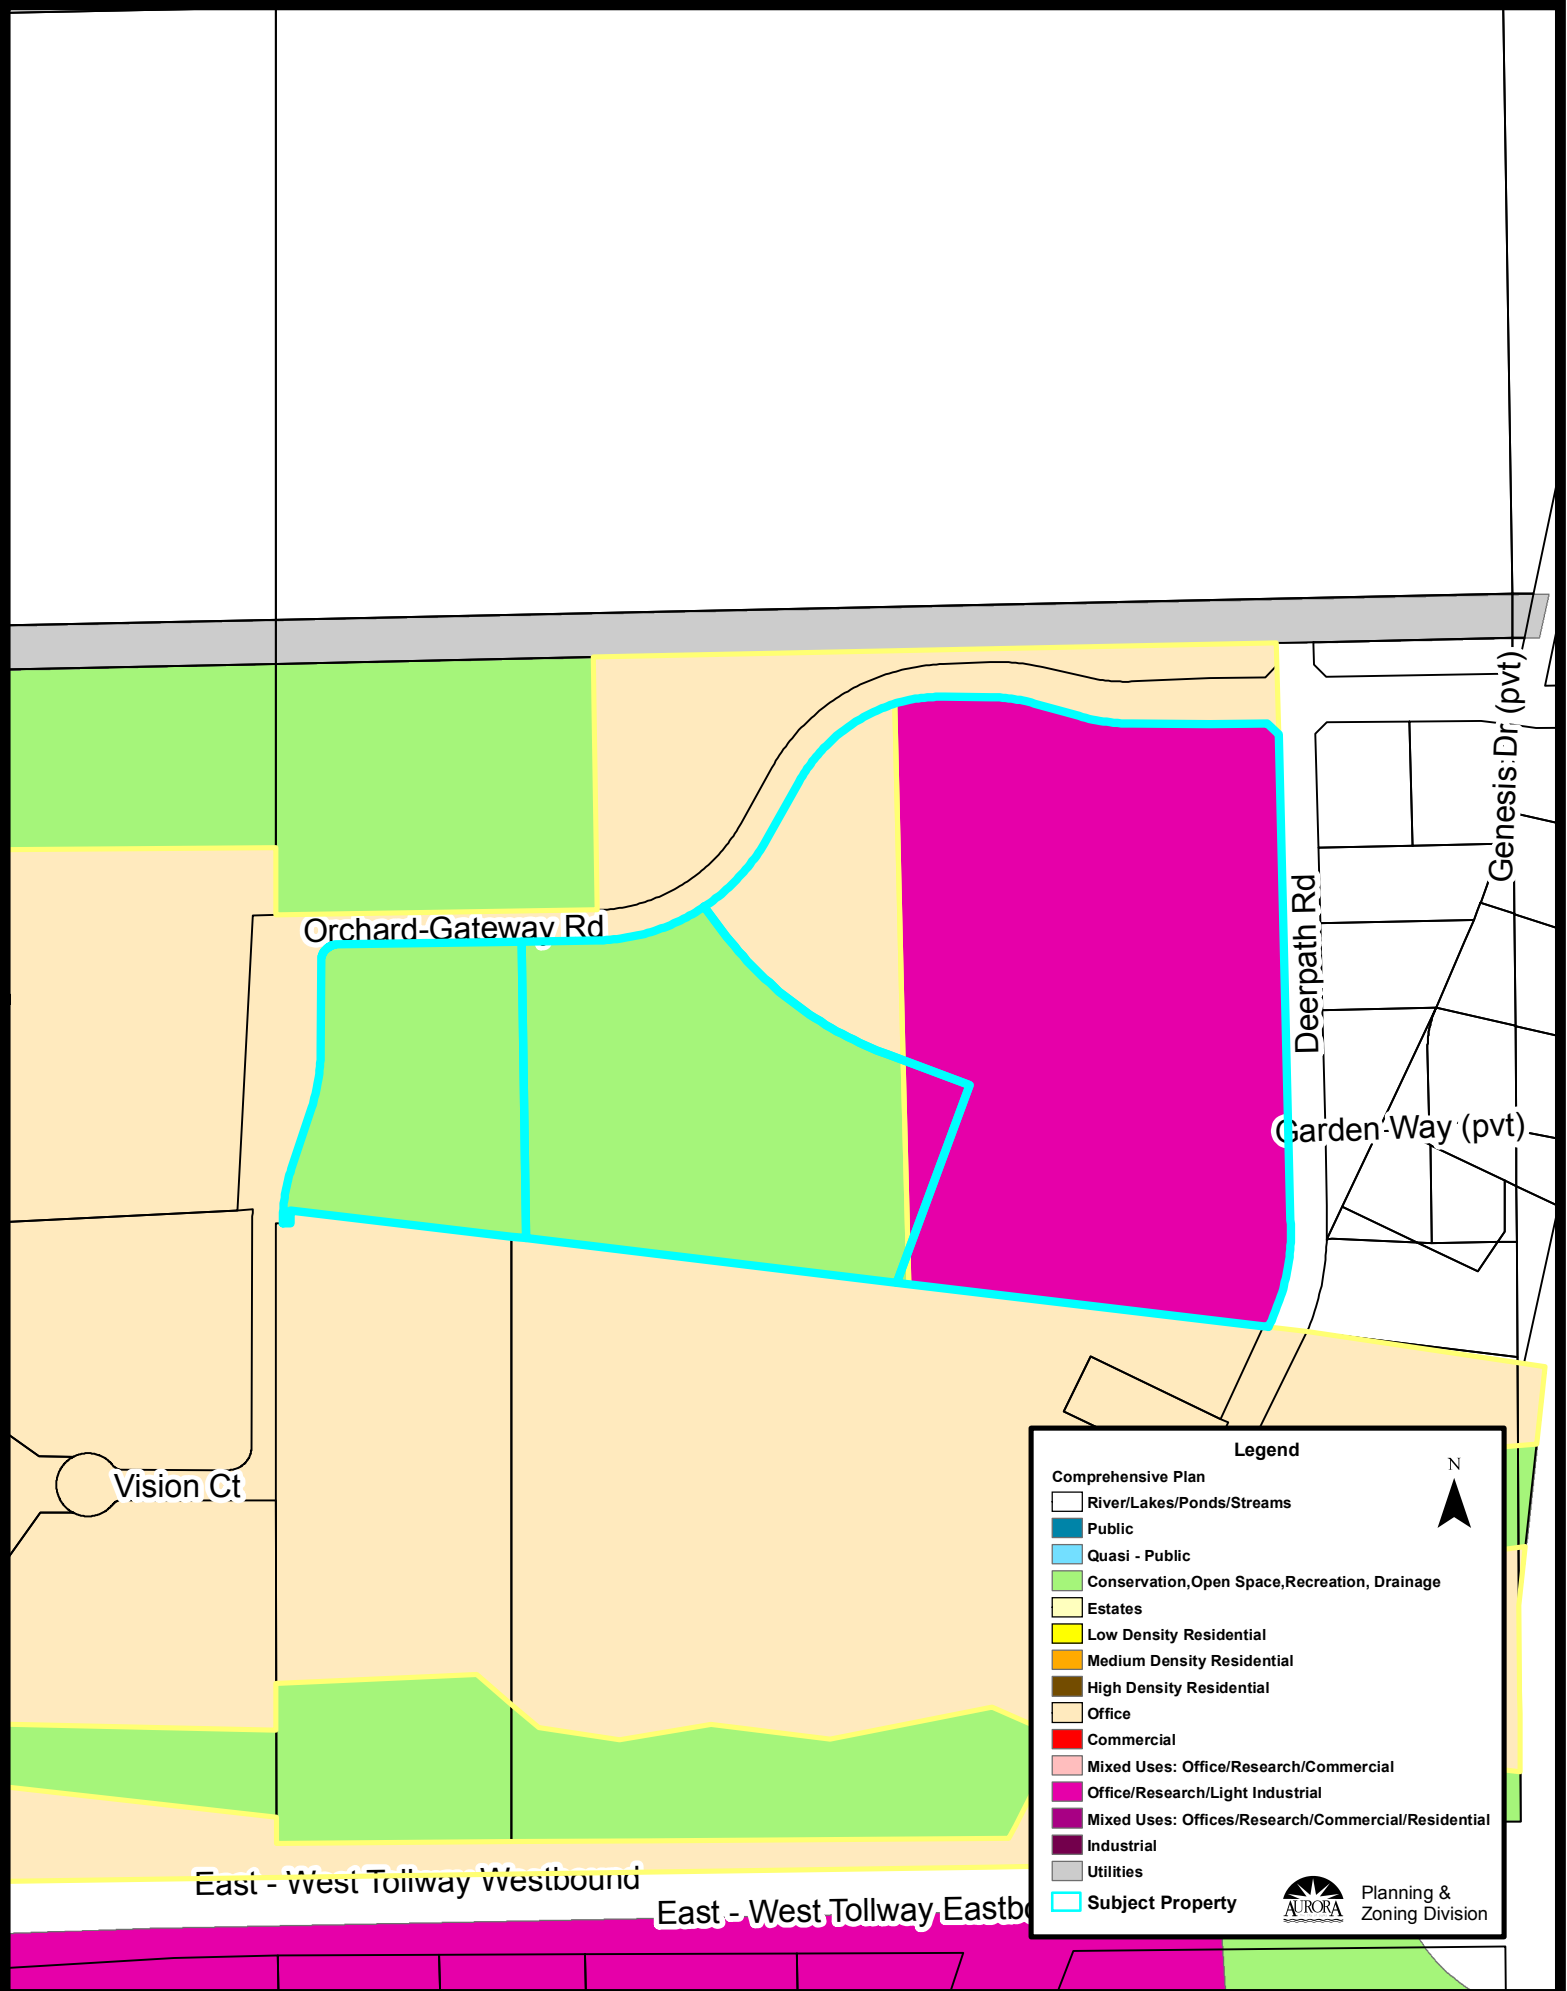 Genesis Dr (pvt)
Deerpath Rd
Orchard-Gateway Rd
Garden Way (pvt)
Vision Ct
East - West Tollway Westbound
East - West Tollway Eastbo
Legend
Comprehensive Plan
N
River/Lakes/Ponds/Streams
Public
Quasi - Public
Conservation,Open Space,Recreation, Drainage
Estates
Low Density Residential
Medium Density Residential
High Density Residential
Office
Commercial
Mixed Uses: Office/Research/Commercial
Office/Research/Light Industrial
Mixed Uses: Offices/Research/Commercial/Residential
Industrial
Utilities
Subject Property
AURORA
Planning &
Zoning Division